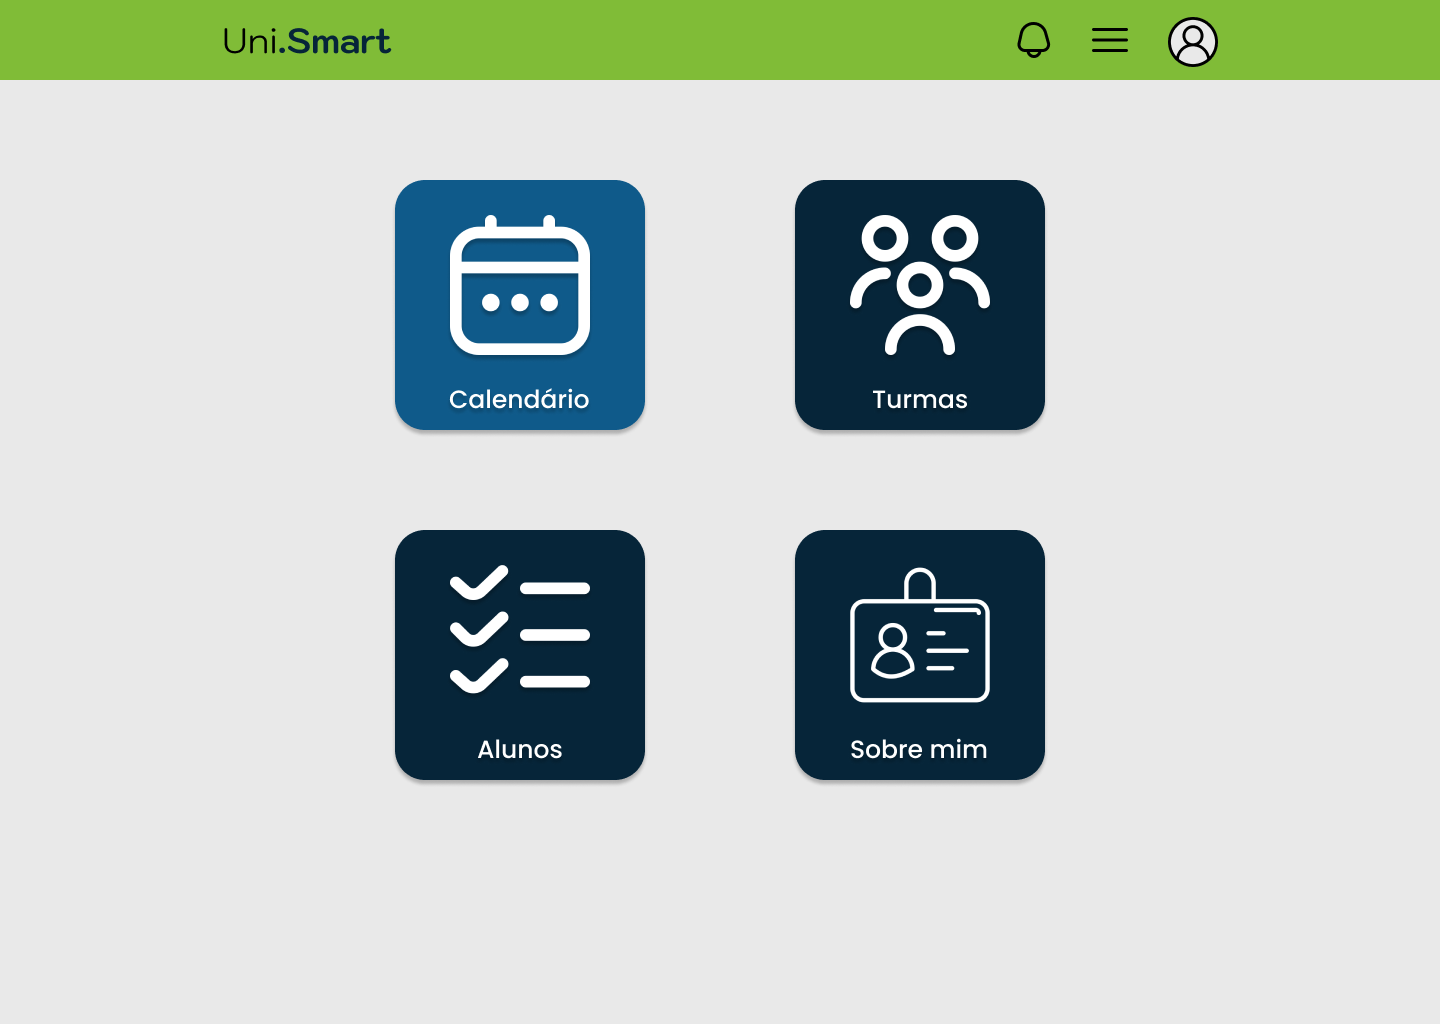 Uni.Smart
Calendário
Turmas
Alunos
Sobre mim